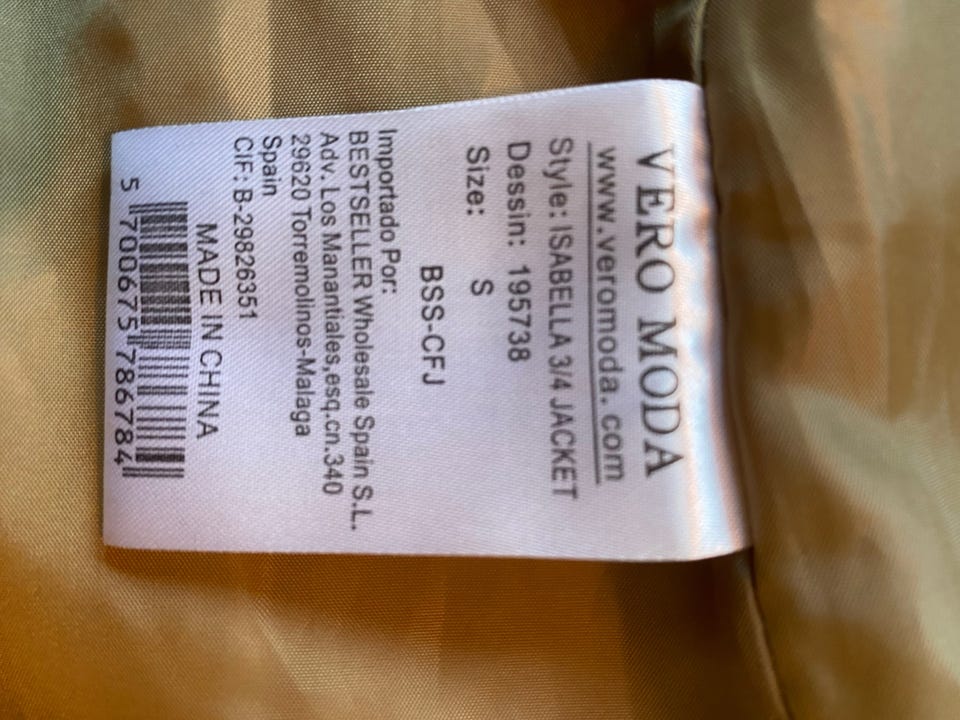 VERO MODA
www.veromoda.com
Style: ISABELLA 3/4 JACKET
Dessin: 195738
Size: S
BSS-CFJ
Importado Por:
BESTSELLER Wholesale Spain S.L.
Adv. Los Manantiales,esq.cn.340
29620 Torremolinos-Malaga
Spain
CIF: B-29826351
MADE IN CHINA
5 700675 786784